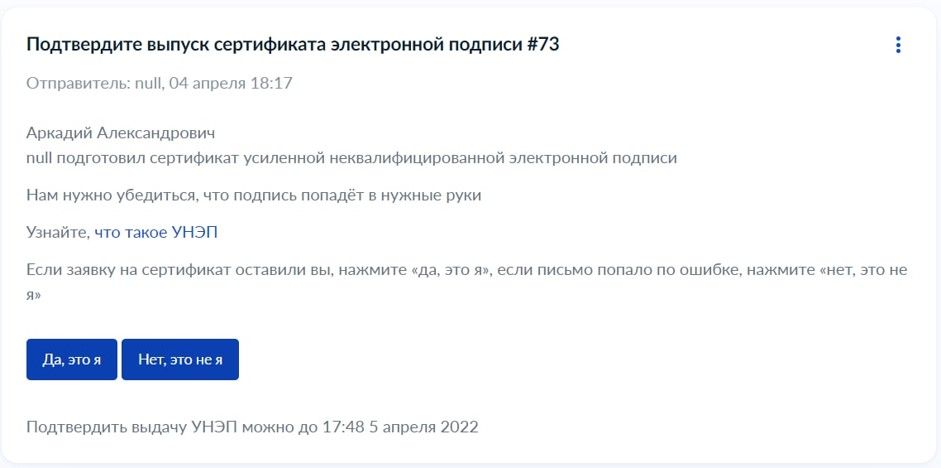 Подтвердите выпуск сертификата электронной подписи #73
Отправитель: null, 04 апреля 18:17
Аркадий Александрович
null подготовил сертификат усиленной неквалифицированной электронной подписи
Нам нужно убедиться, что подпись попадёт в нужные руки
Узнайте, что такое УНЭП
Если заявку на сертификат оставили вы, нажмите «да, это я», если письмо попало по ошибке, нажмите «нет, это не
я»
Да, это я Нет, это не я
Подтвердить выдачу УНЭП можно до 17:48 5 апреля 2022